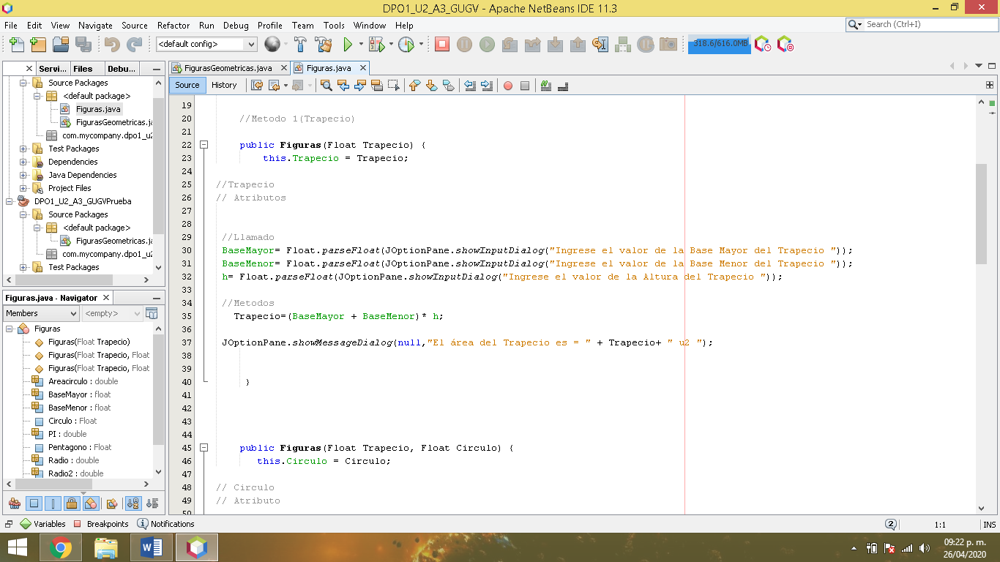 DPO1_U2_A3_GUGV - Apache NetBeans IDE 11.3
File Edit View Navigate Source Refactor Run Debug Profile Team Tools Window Help
Search (Ctrl+I)
<default config>
318.6/616.0MB
Servi... Files Debu...
Source Packages
<default package>
Figuras.java
FigurasGeometricas.ja
com.mycompany.dpo1_u2
Test Packages
Dependencies
Java Dependencies
Project Files
DPO1_U2_A3_GUGVPrueba
Source Packages
<default package>
FigurasGeometricas.ja
com.mycompany.dpo1_u2
Test Packages
Figuras.java - Navigator
Members <empty>
Figuras
Figuras(Float Trapecio)
Figuras(Float Trapecio, Float
Figuras(Float Trapecio, Float
Areacirculo : double
BaseMayor : float
BaseMenor : float
Circulo : Float
PI : double
Pentagono : Float
Radio : double
Radio2 : double
FigurasGeometricas.java Figuras.java
Source History
19
20 //Metodo 1(Trapecio)
21
22 public Figuras(Float Trapecio) {
23 this.Trapecio = Trapecio;
24
25 //Trapecio
26 // Atributos
27
28
29 //Llamado
30 BaseMayor= Float.parseFloat(JOptionPane.showInputDialog("Ingrese el valor de la Base Mayor del Trapecio "));
31 BaseMenor= Float.parseFloat(JOptionPane.showInputDialog("Ingrese el valor de la Base Menor del Trapecio "));
32 h= Float.parseFloat(JOptionPane.showInputDialog("Ingrese el valor de la Altura del Trapecio "));
33
34 //Metodos
35 Trapecio=(BaseMayor + BaseMenor)* h;
36
37 JOptionPane.showMessageDialog(null,"El área del Trapecio es = " + Trapecio+ " u2 ");
38
39
40 }
41
42
43
44
45 public Figuras(Float Trapecio, Float Circulo) {
46 this.Circulo = Circulo;
47
48 // Circulo
49 // Atributo
50
Variables Breakpoints Notifications
2
1:1
INS
09:22 p. m.
26/04/2020